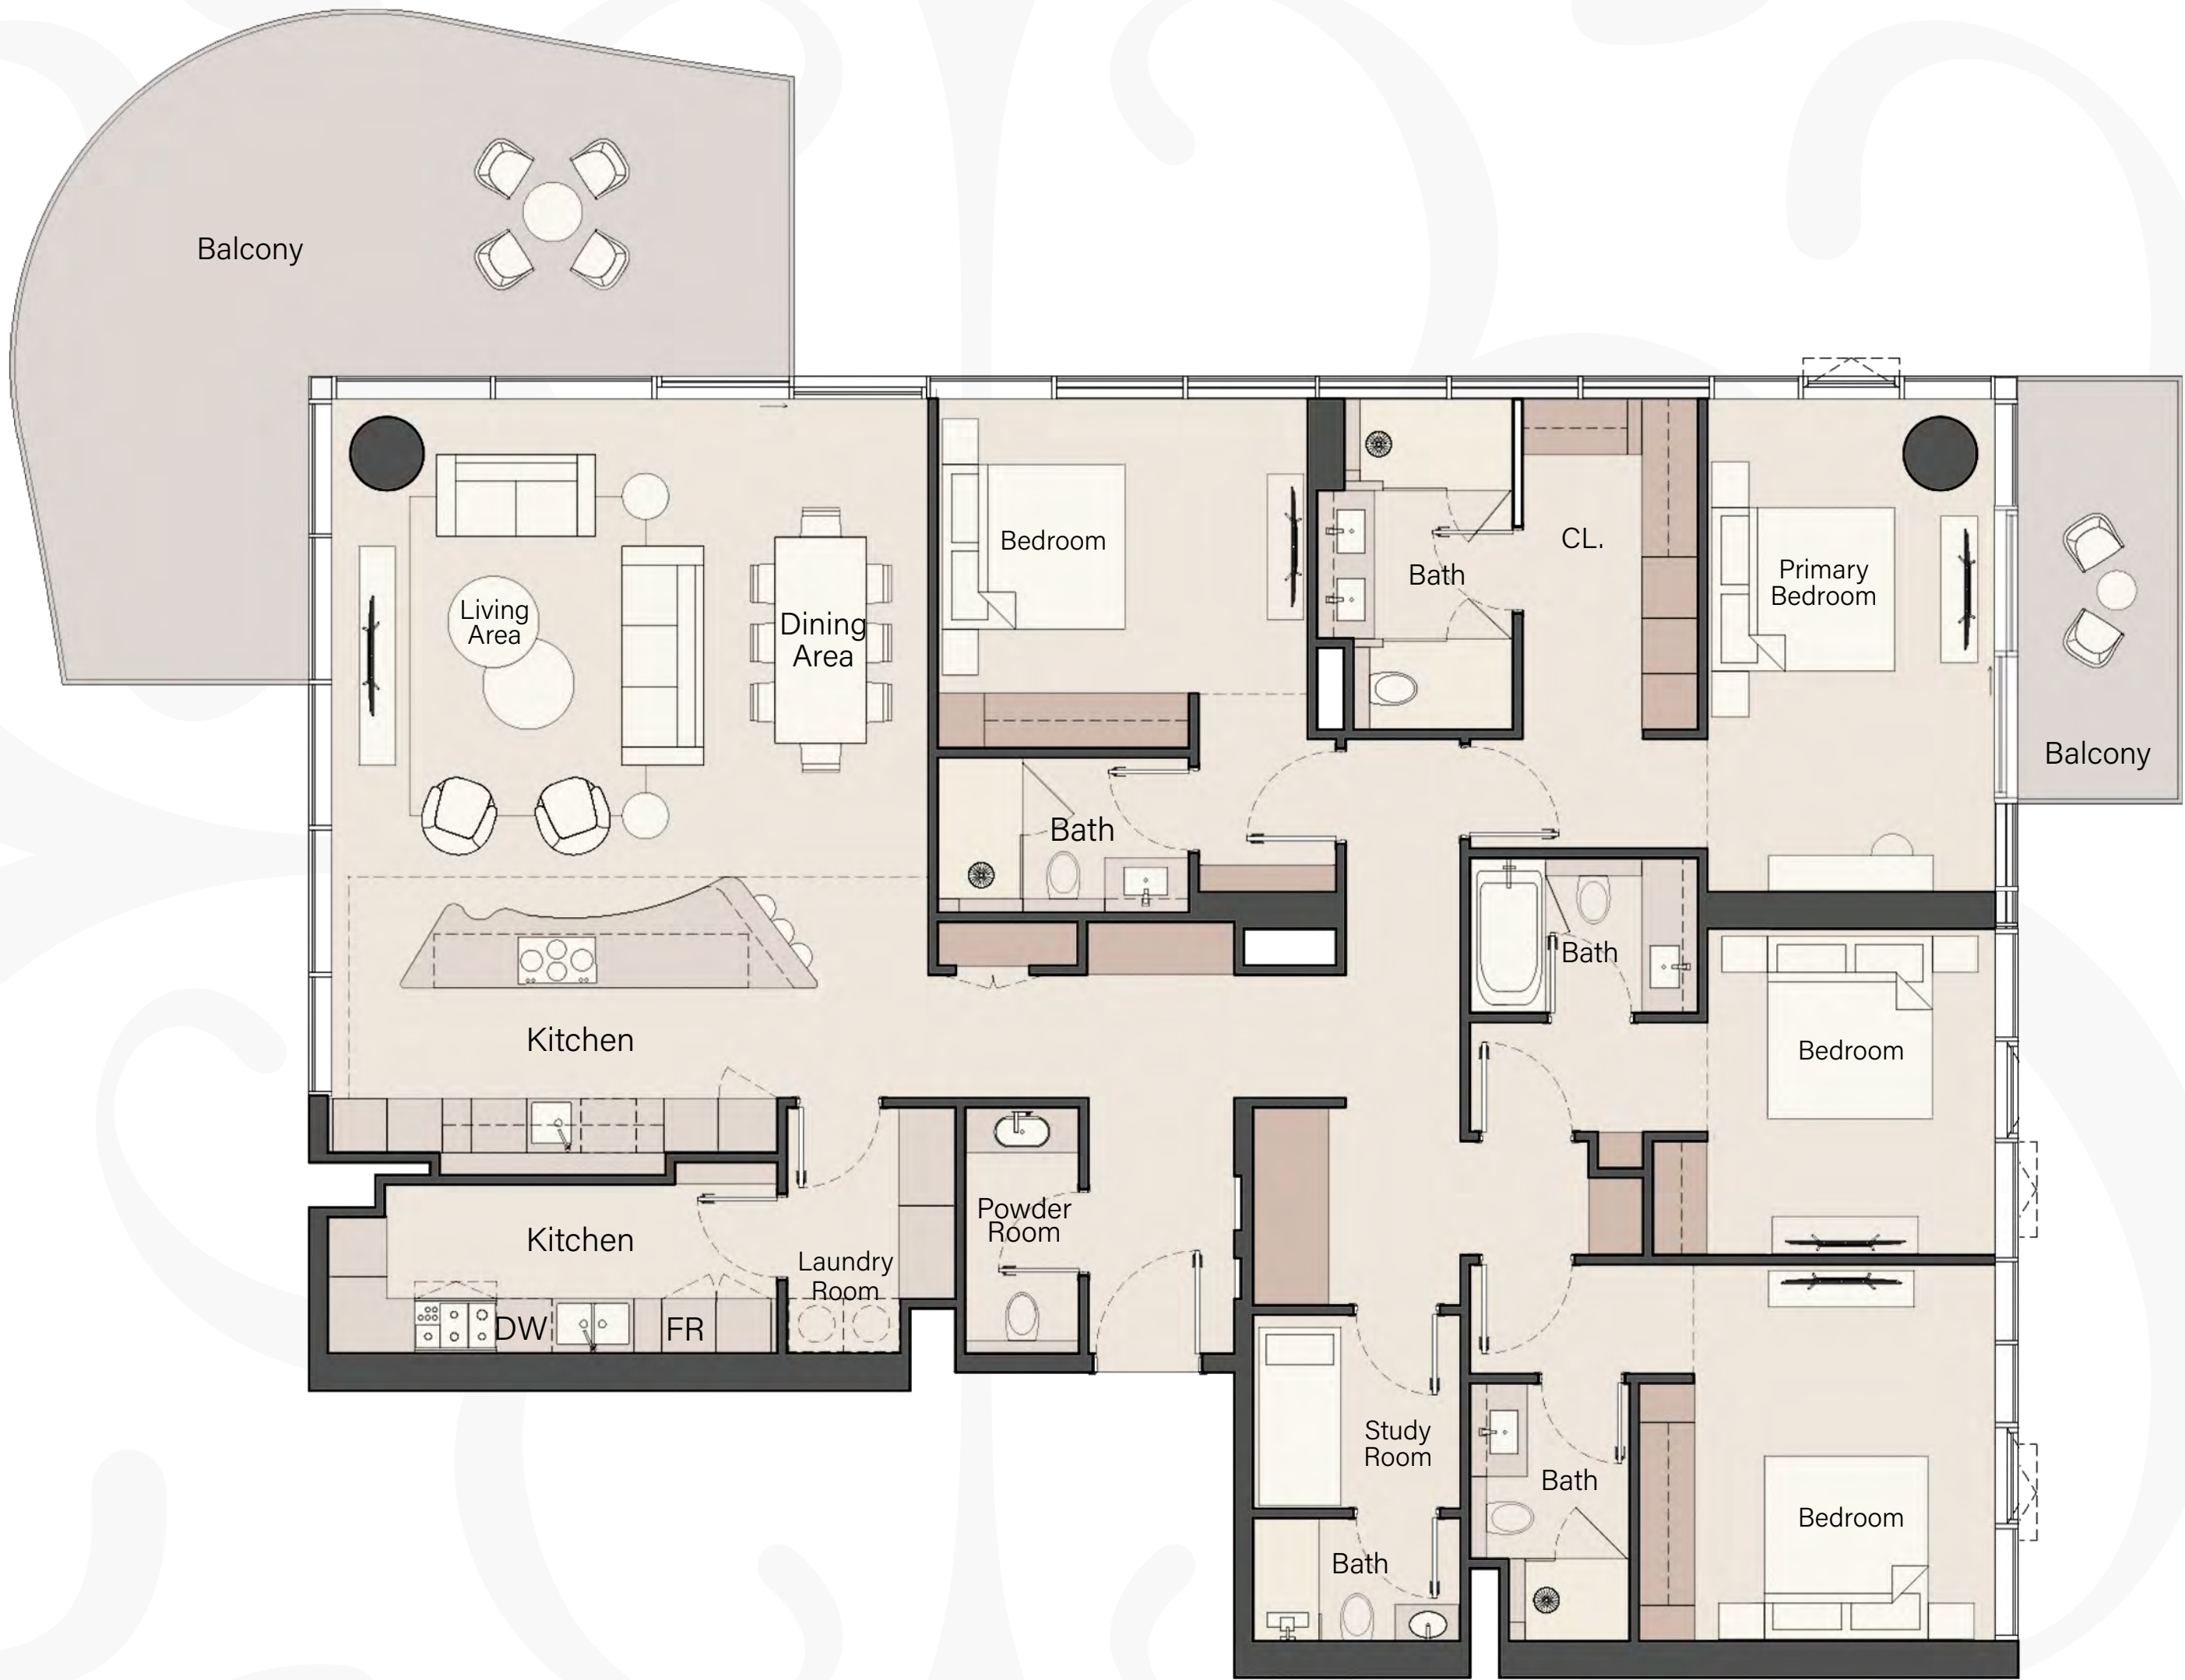 Balcony
Bedroom
CL.
Bath
Primary
Bedroom
Living
Area
Dining
Area
Balcony
Bath
Bath
Kitchen
Bedroom
Powder
Room
Kitchen
Laundry
Room
DW
FR
Study
Room
Bath
Bedroom
Bath